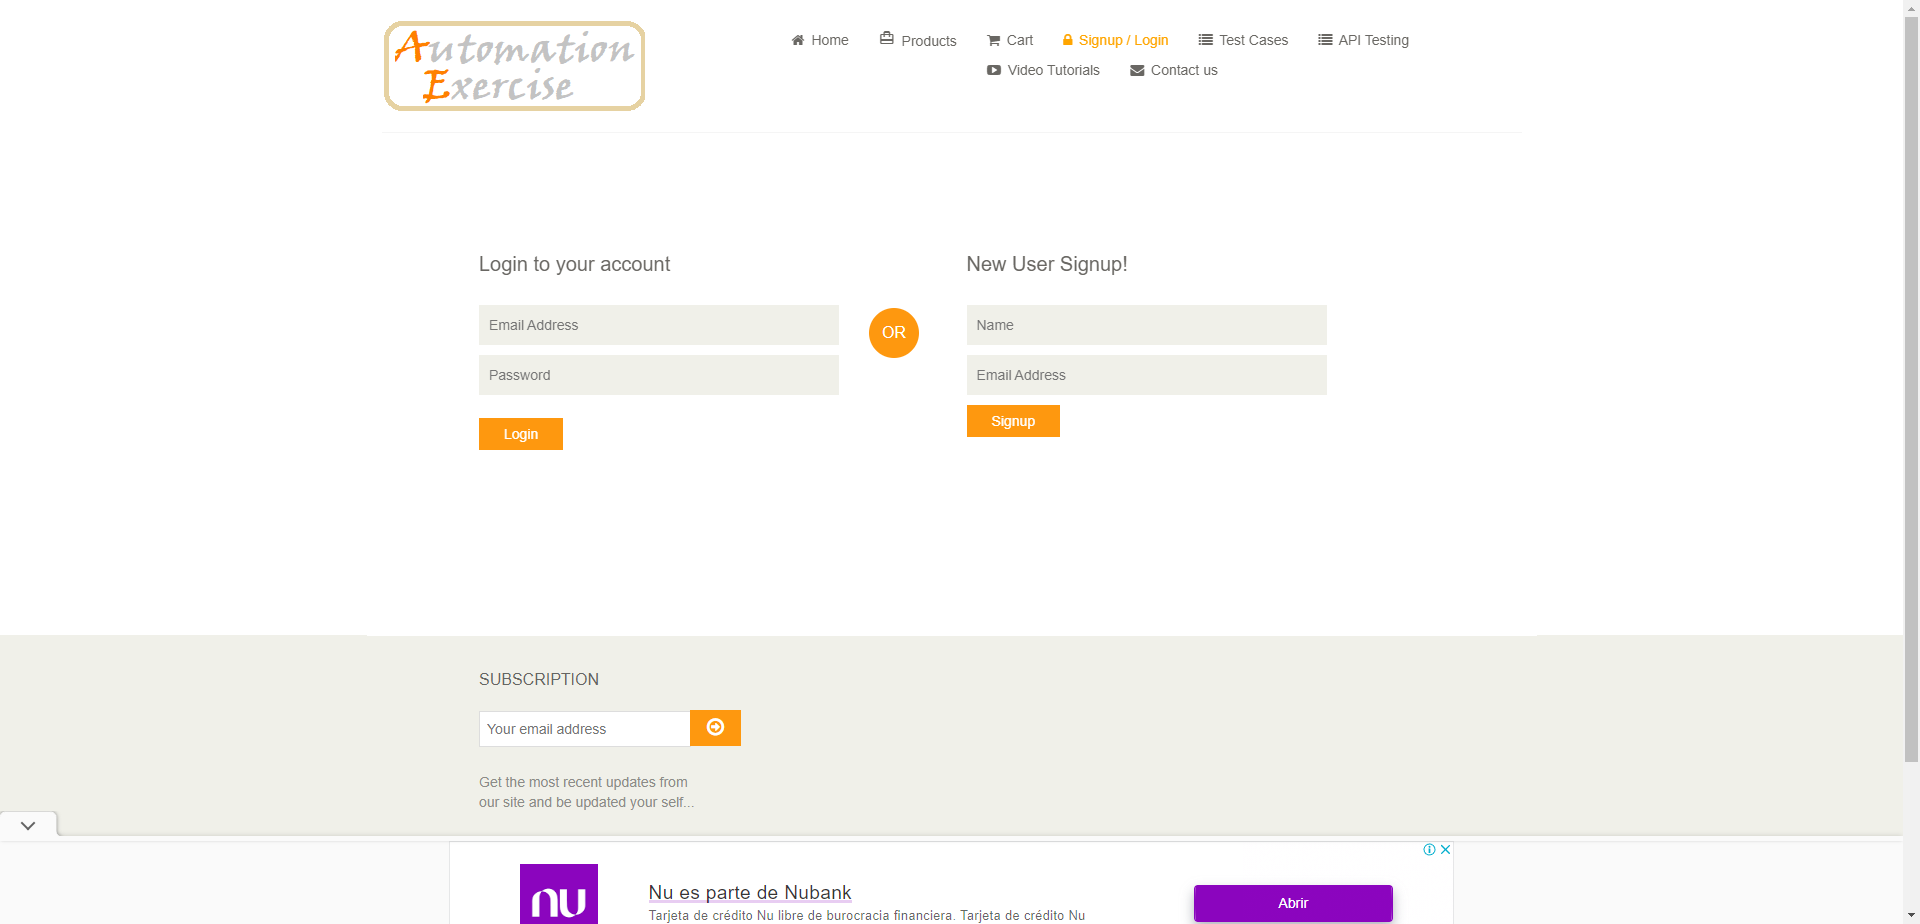 Automation
Exercise
Home
Products
Cart
Signup / Login
Test Cases
API Testing
Video Tutorials
Contact us
Login to your account
Email Address
Password
Login
OR
New User Signup!
Name
Email Address
Signup
SUBSCRIPTION
Your email address
Get the most recent updates from
our site and be updated your self...
nu
Nu es parte de Nubank
Tarjeta de crédito Nu libre de burocracia financiera. Tarjeta de crédito Nu
Abrir